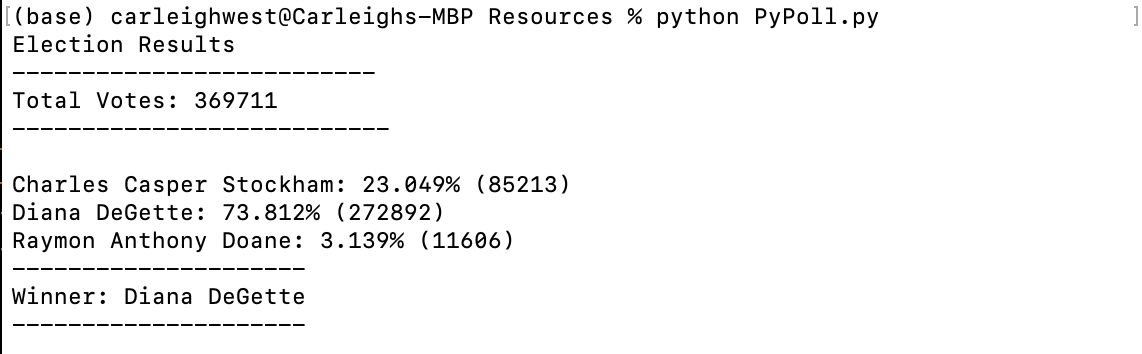 (base) carleighwest@Carleighs-MBP Resources % python PyPoll.py
Election Results
--------------------------
Total Votes: 369711
---------------------------
Charles Casper Stockham: 23.049% (85213)
Diana DeGette: 73.812% (272892)
Raymon Anthony Doane: 3.139% (11606)
---------------------
Winner: Diana DeGette
---------------------